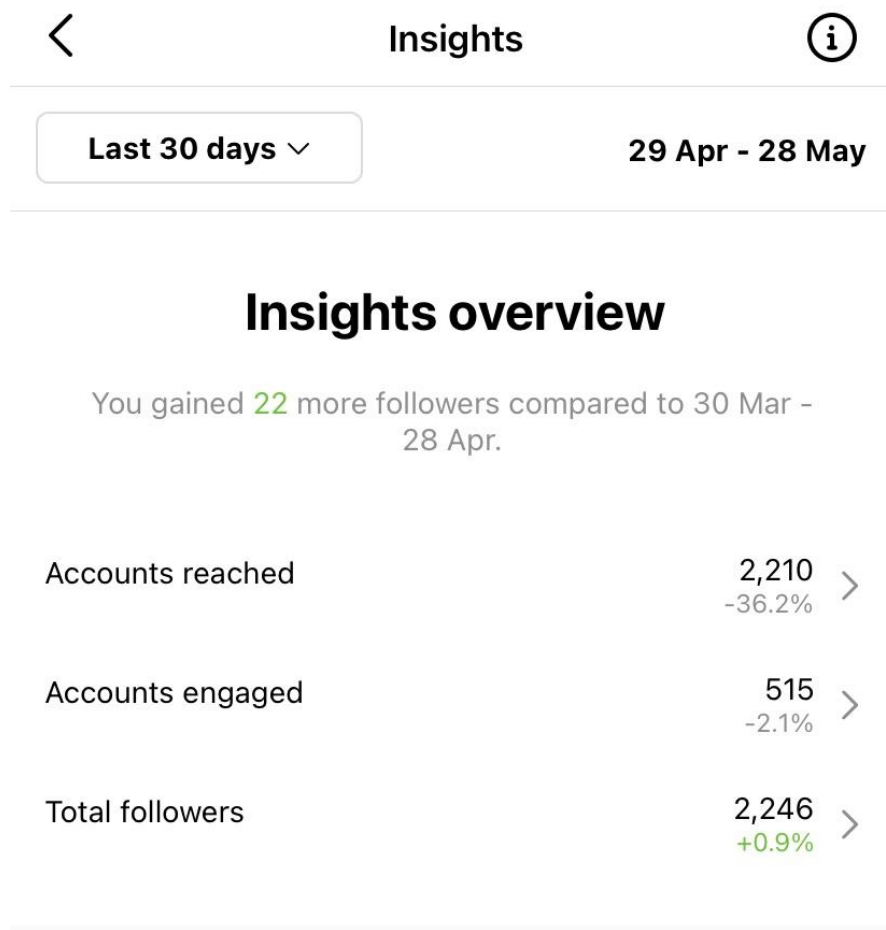 Insights
Last 30 days
29 Apr - 28 May
Insights overview
You gained 22 more followers compared to 30 Mar -
28 Apr.
Accounts reached
2,210
-36.2%
Accounts engaged
515
-2.1%
Total followers
2,246
+0.9%